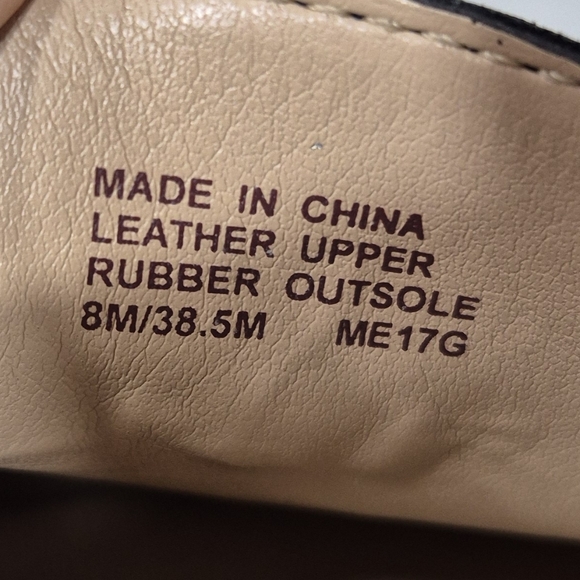 MADE IN CHINA
LEATHER UPPER
RUBBER OUTSOLE
8M/38.5M ME17G